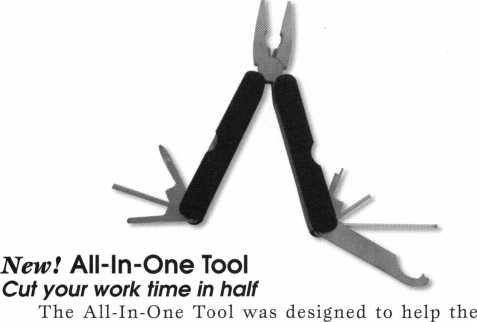 New! All-In-One Tool
Cut your work time in half
The All-In-One Tool was designed to help the